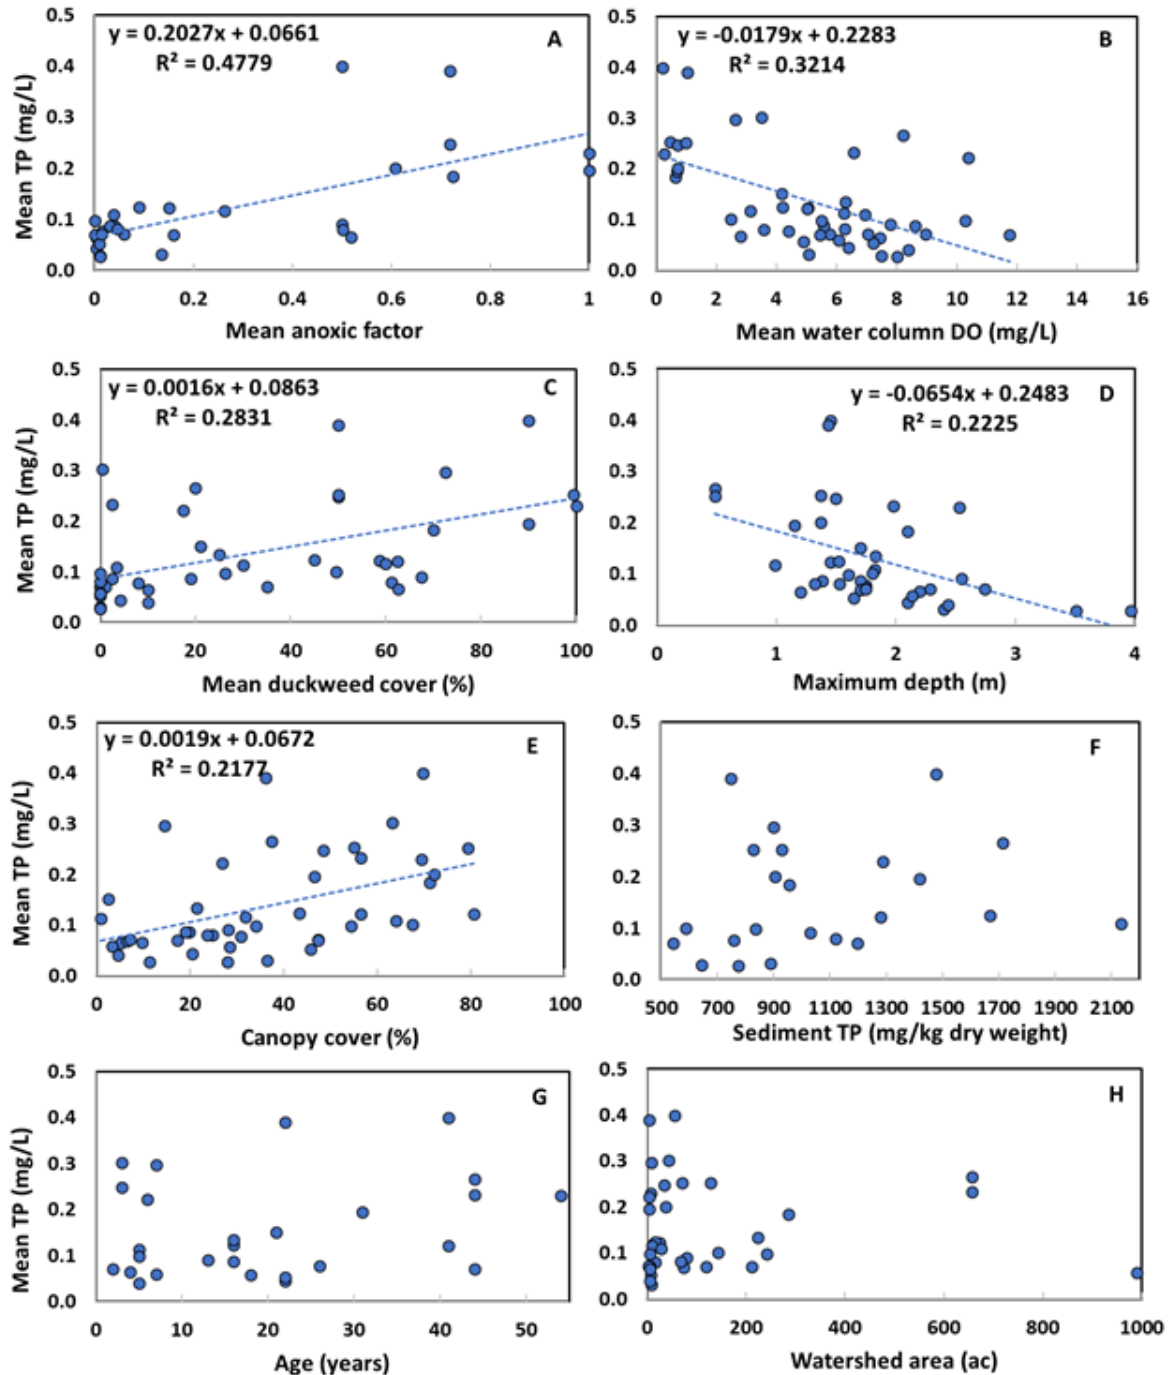 y = 0.2027x + 0.0661
R² = 0.4779
A
Mean TP (mg/L)
0.5
0.4
0.3
0.2
0.1
0.0
0 0.2 0.4 0.6 0.8 1
Mean anoxic factor
y = -0.0179x + 0.2283
R² = 0.3214
B
0.5
0.4
0.3
0.2
0.1
0.0
0 2 4 6 8 10 12 14 16
Mean water column DO (mg/L)
y = 0.0016x + 0.0863
R² = 0.2831
C
Mean TP (mg/L)
0.5
0.4
0.3
0.2
0.1
0.0
0 20 40 60 80 100
Mean duckweed cover (%)
y = -0.0654x + 0.2483
R² = 0.2225
D
0.5
0.4
0.3
0.2
0.1
0.0
0 1 2 3 4
Maximum depth (m)
y = 0.0019x + 0.0672
R² = 0.2177
E
Mean TP (mg/L)
0.5
0.4
0.3
0.2
0.1
0.0
0 20 40 60 80 100
Canopy cover (%)
F
0.5
0.4
0.3
0.2
0.1
0.0
500 700 900 1100 1300 1500 1700 1900 2100
Sediment TP (mg/kg dry weight)
G
Mean TP (mg/L)
0.5
0.4
0.3
0.2
0.1
0.0
0 10 20 30 40 50
Age (years)
H
0.5
0.4
0.3
0.2
0.1
0.0
0 200 400 600 800 1000
Watershed area (ac)